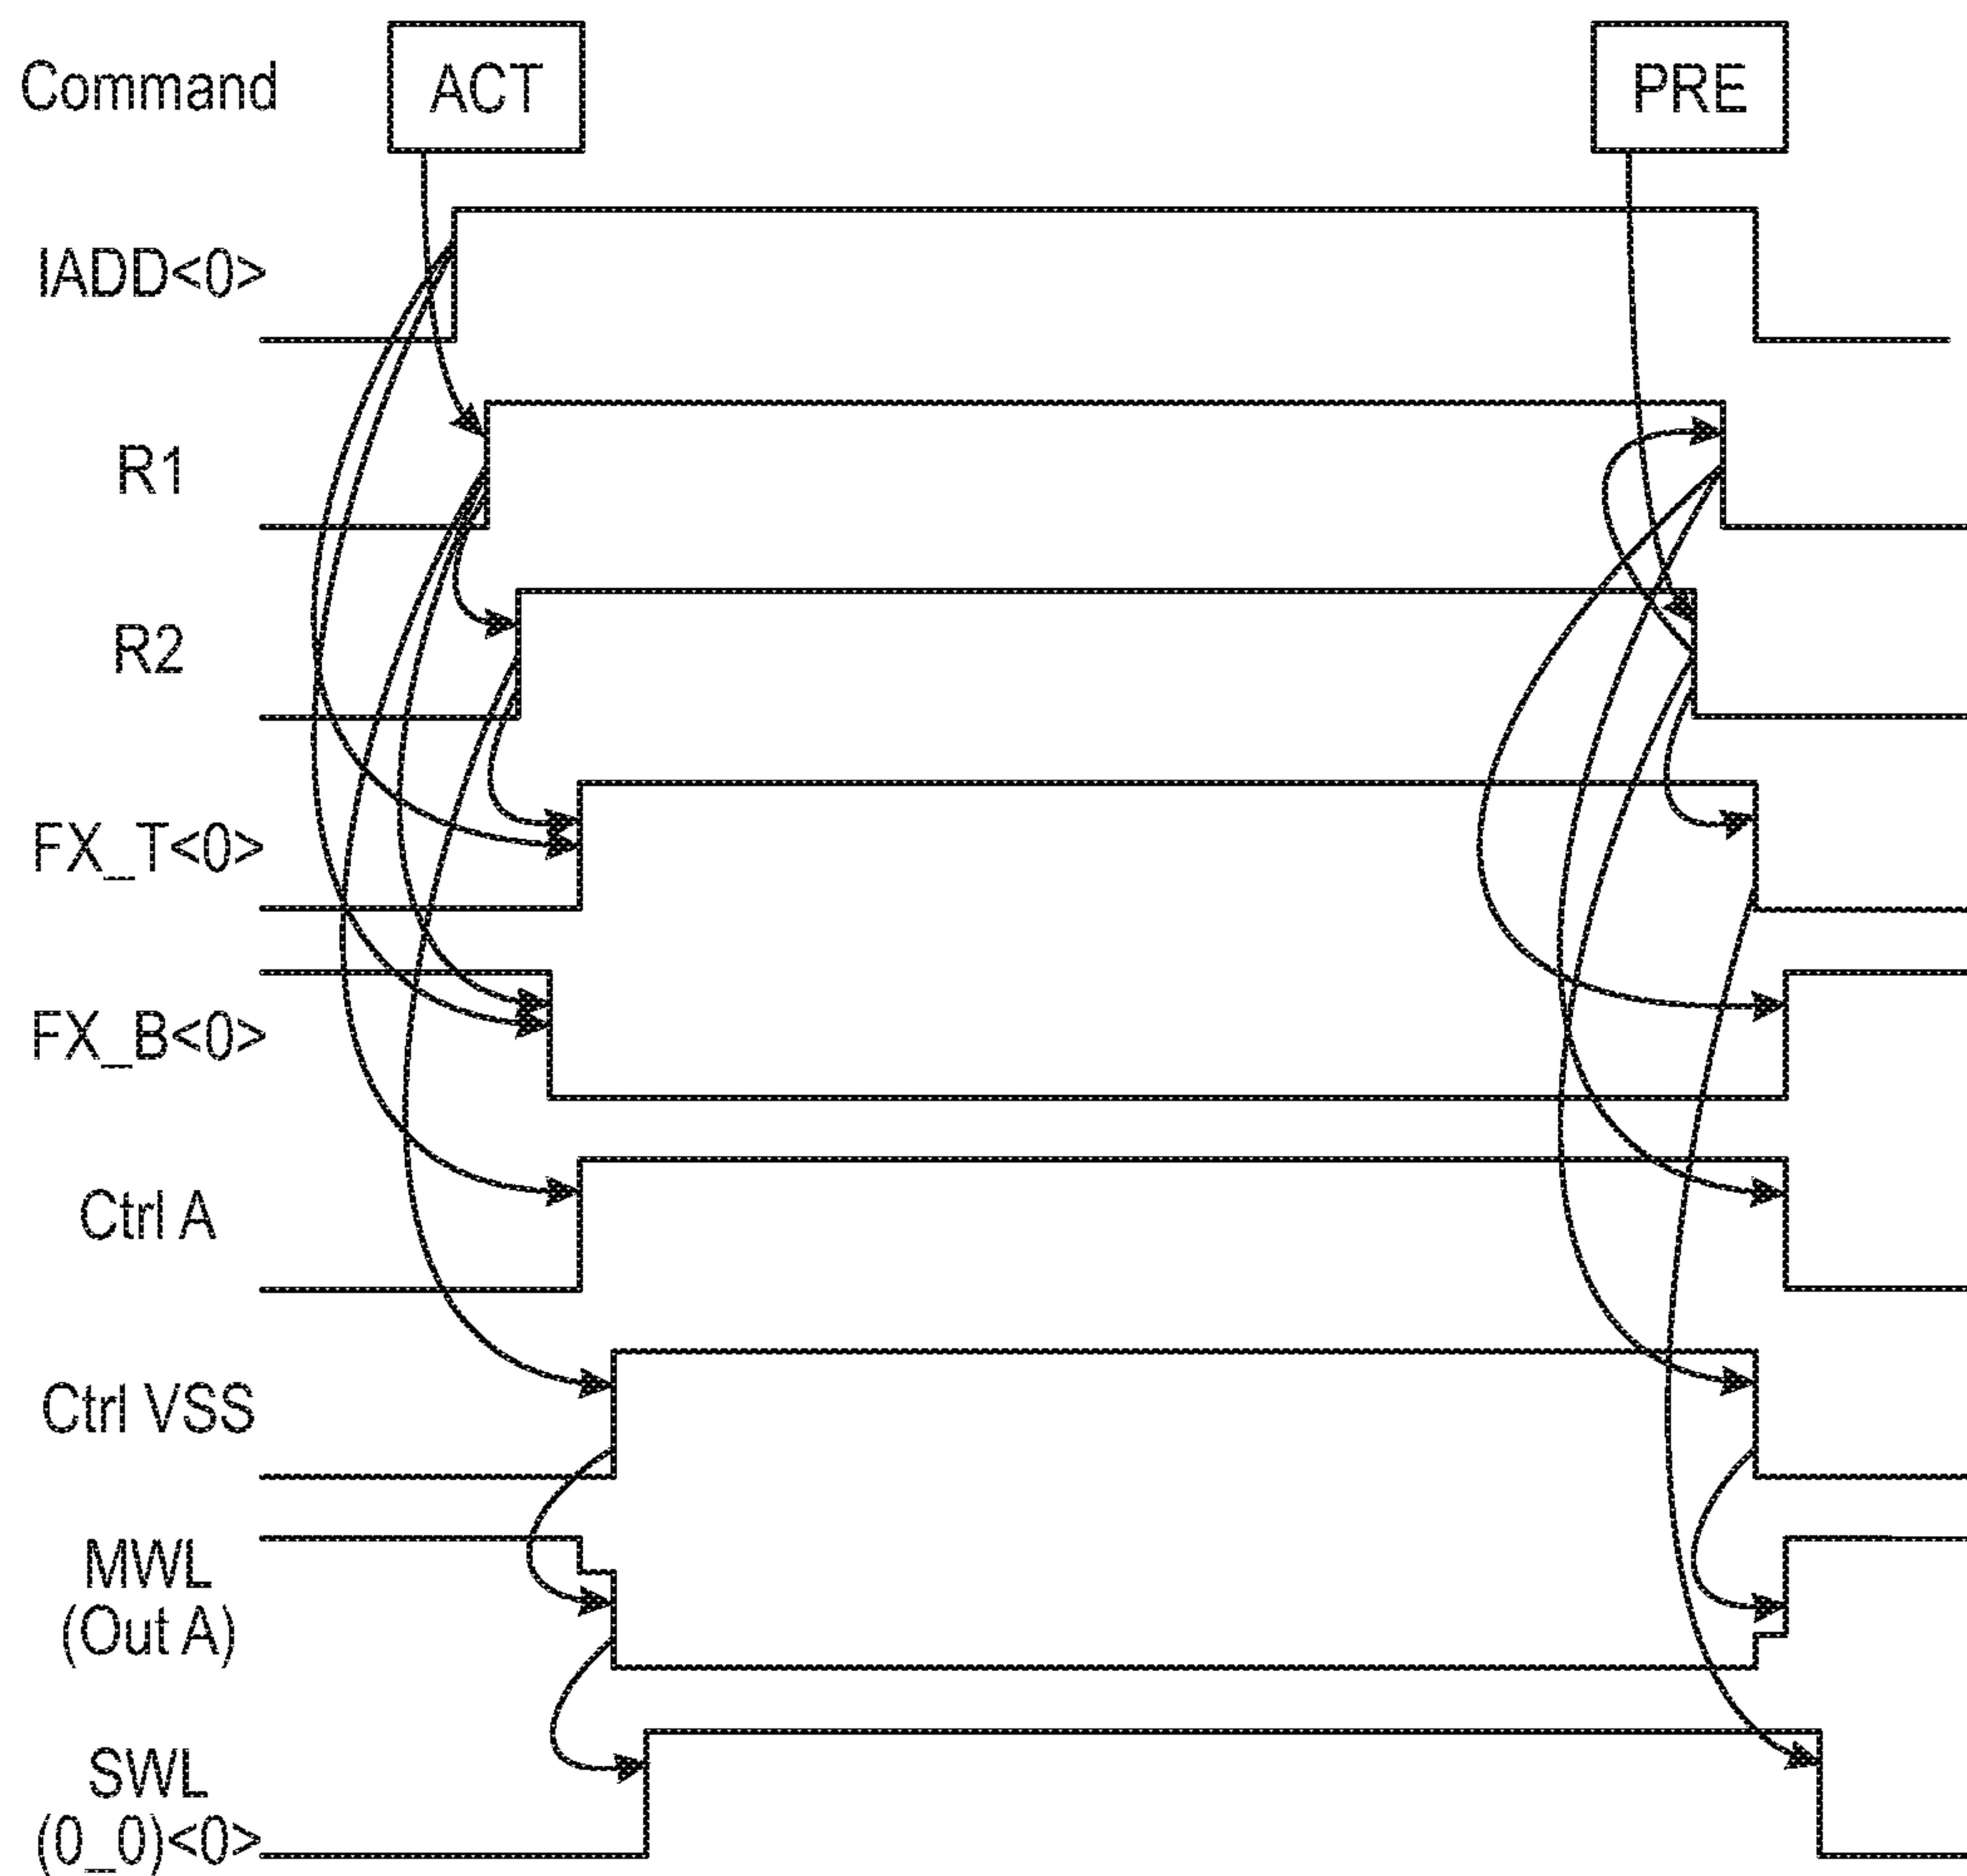 Command ACT PRE
IADD<0>
R1
R2
FX_T<0>
FX_B<0>
Ctrl A
Ctrl VSS
MWL
(Out A)
SWL
(0_0)<0>